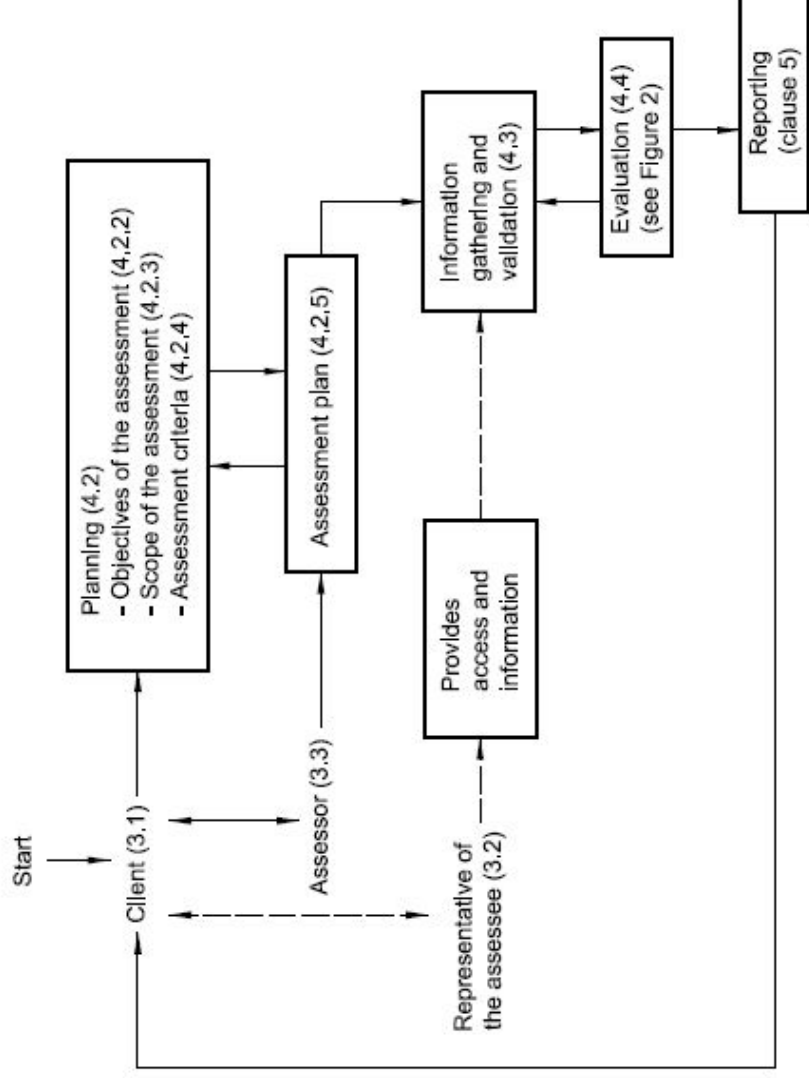 Start
Client (3.1)
Planning (4.2)
- Objectives of the assessment (4.2.2)
- Scope of the assessment (4.2.3)
- Assessment criteria (4.2.4)
Assessor (3.3)
Assessment plan (4.2.5)
Representative of
the assessee (3.2)
Provides
access and
information
Information
gathering and
validation (4.3)
Evaluation (4.4)
(see Figure 2)
Reporting
(clause 5)